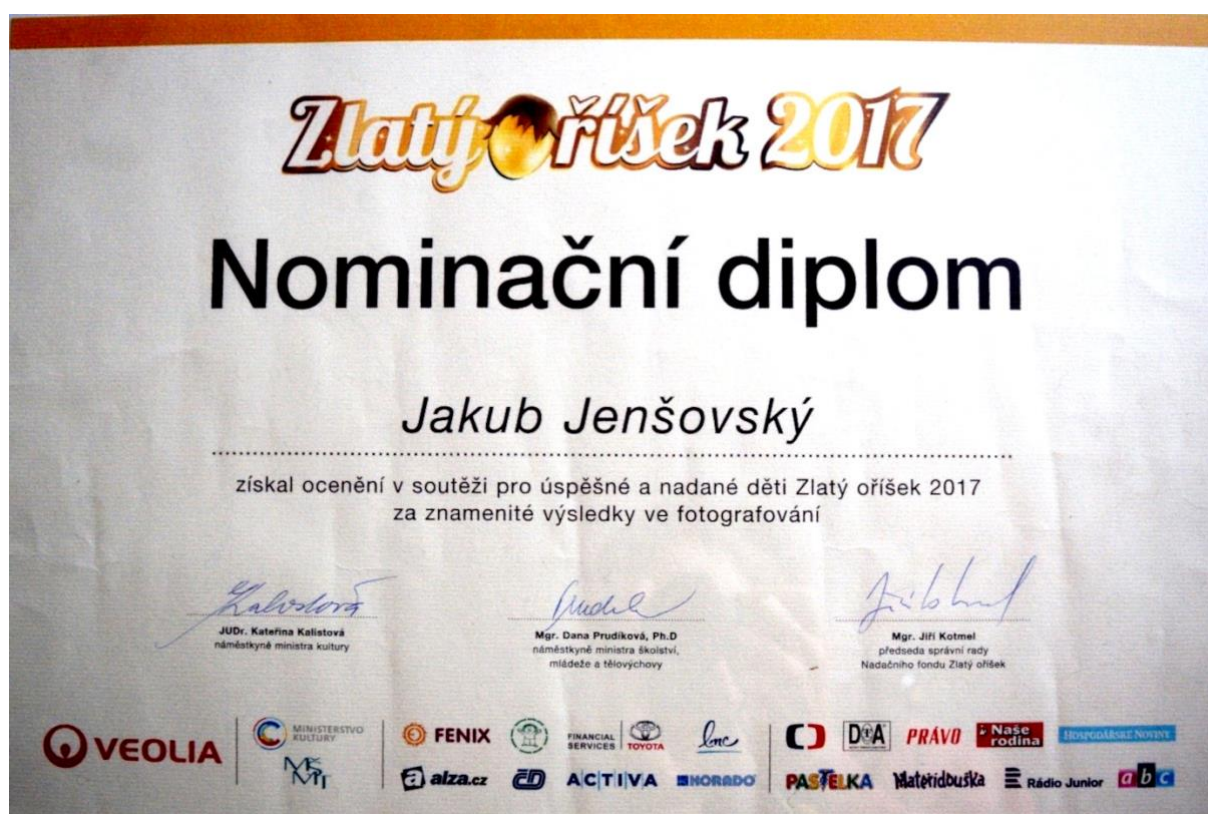 Zlatý oříšek 2017
Nominační diplom
Jakub Jenšovský
získal ocenění v soutěži pro úspěšné a nadané děti Zlatý oříšek 2017
za znamenité výsledky ve fotografování
JUDr. Kateřina Kalistová
náměstkyně ministra kultury
Mgr. Dana Prudíková, Ph.D
náměstkyně ministra školství,
mládeže a tělovýchovy
Mgr. Jiří Kotmel
předseda správní rady
Nadačního fondu Zlatý oříšek
VEOLIA
MINISTERSTVO
KULTURY
MŠMT
FENIX
FINANCIAL
SERVICES
TOYOTA
bnc
PRÁVO
Naše
rodina
HOSPODÁŘSKÉ NOVINY
alza.cz
ČD
ACTIVA
NORADO
PASTELKA
Mateřídouška
Rádio Junior
abc